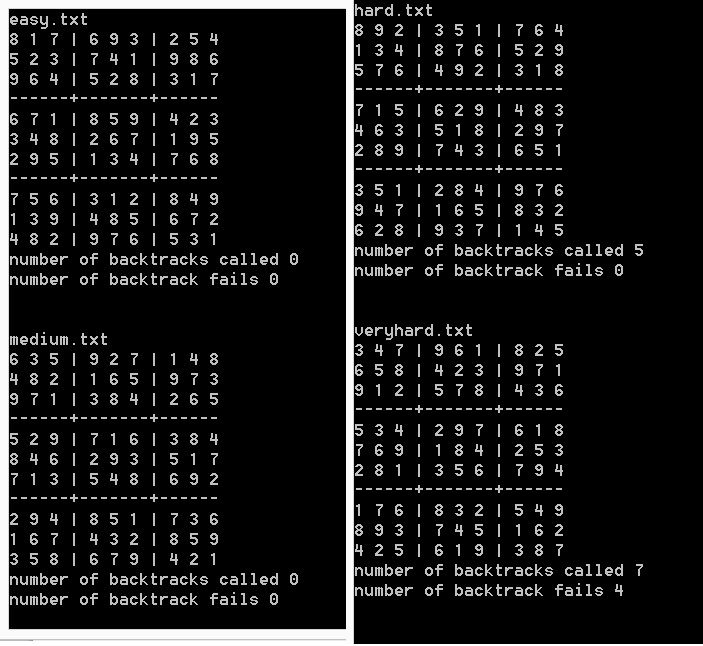 easy.txt
8 1 7 | 6 9 3 | 2 5 4
5 2 3 | 7 4 1 | 9 8 6
9 6 4 | 5 2 8 | 3 1 7
------+-------+------
6 7 1 | 8 5 9 | 4 2 3
3 4 8 | 2 6 7 | 1 9 5
2 9 5 | 1 3 4 | 7 6 8
------+-------+------
7 5 6 | 3 1 2 | 8 4 9
1 3 9 | 4 8 5 | 6 7 2
4 8 2 | 9 7 6 | 5 3 1
number of backtracks called 0
number of backtrack fails 0
medium.txt
6 3 5 | 9 2 7 | 1 4 8
4 8 2 | 1 6 5 | 9 7 3
9 7 1 | 3 8 4 | 2 6 5
------+-------+------
5 2 9 | 7 1 6 | 3 8 4
8 4 6 | 2 9 3 | 5 1 7
7 1 3 | 5 4 8 | 6 9 2
------+-------+------
2 9 4 | 8 5 1 | 7 3 6
1 6 7 | 4 3 2 | 8 5 9
3 5 8 | 6 7 9 | 4 2 1
number of backtracks called 0
number of backtrack fails 0
hard.txt
8 9 2 | 3 5 1 | 7 6 4
1 3 4 | 8 7 6 | 5 2 9
5 7 6 | 4 9 2 | 3 1 8
------+-------+------
7 1 5 | 6 2 9 | 4 8 3
4 6 3 | 5 1 8 | 2 9 7
2 8 9 | 7 4 3 | 6 5 1
------+-------+------
3 5 1 | 2 8 4 | 9 7 6
9 4 7 | 1 6 5 | 8 3 2
6 2 8 | 9 3 7 | 1 4 5
number of backtracks called 5
number of backtrack fails 0
veryhard.txt
3 4 7 | 9 6 1 | 8 2 5
6 5 8 | 4 2 3 | 9 7 1
9 1 2 | 5 7 8 | 4 3 6
------+-------+------
5 3 4 | 2 9 7 | 6 1 8
7 6 9 | 1 8 4 | 2 5 3
2 8 1 | 3 5 6 | 7 9 4
------+-------+------
1 7 6 | 8 3 2 | 5 4 9
8 9 3 | 7 4 5 | 1 6 2
4 2 5 | 6 1 9 | 3 8 7
number of backtracks called 7
number of backtrack fails 4